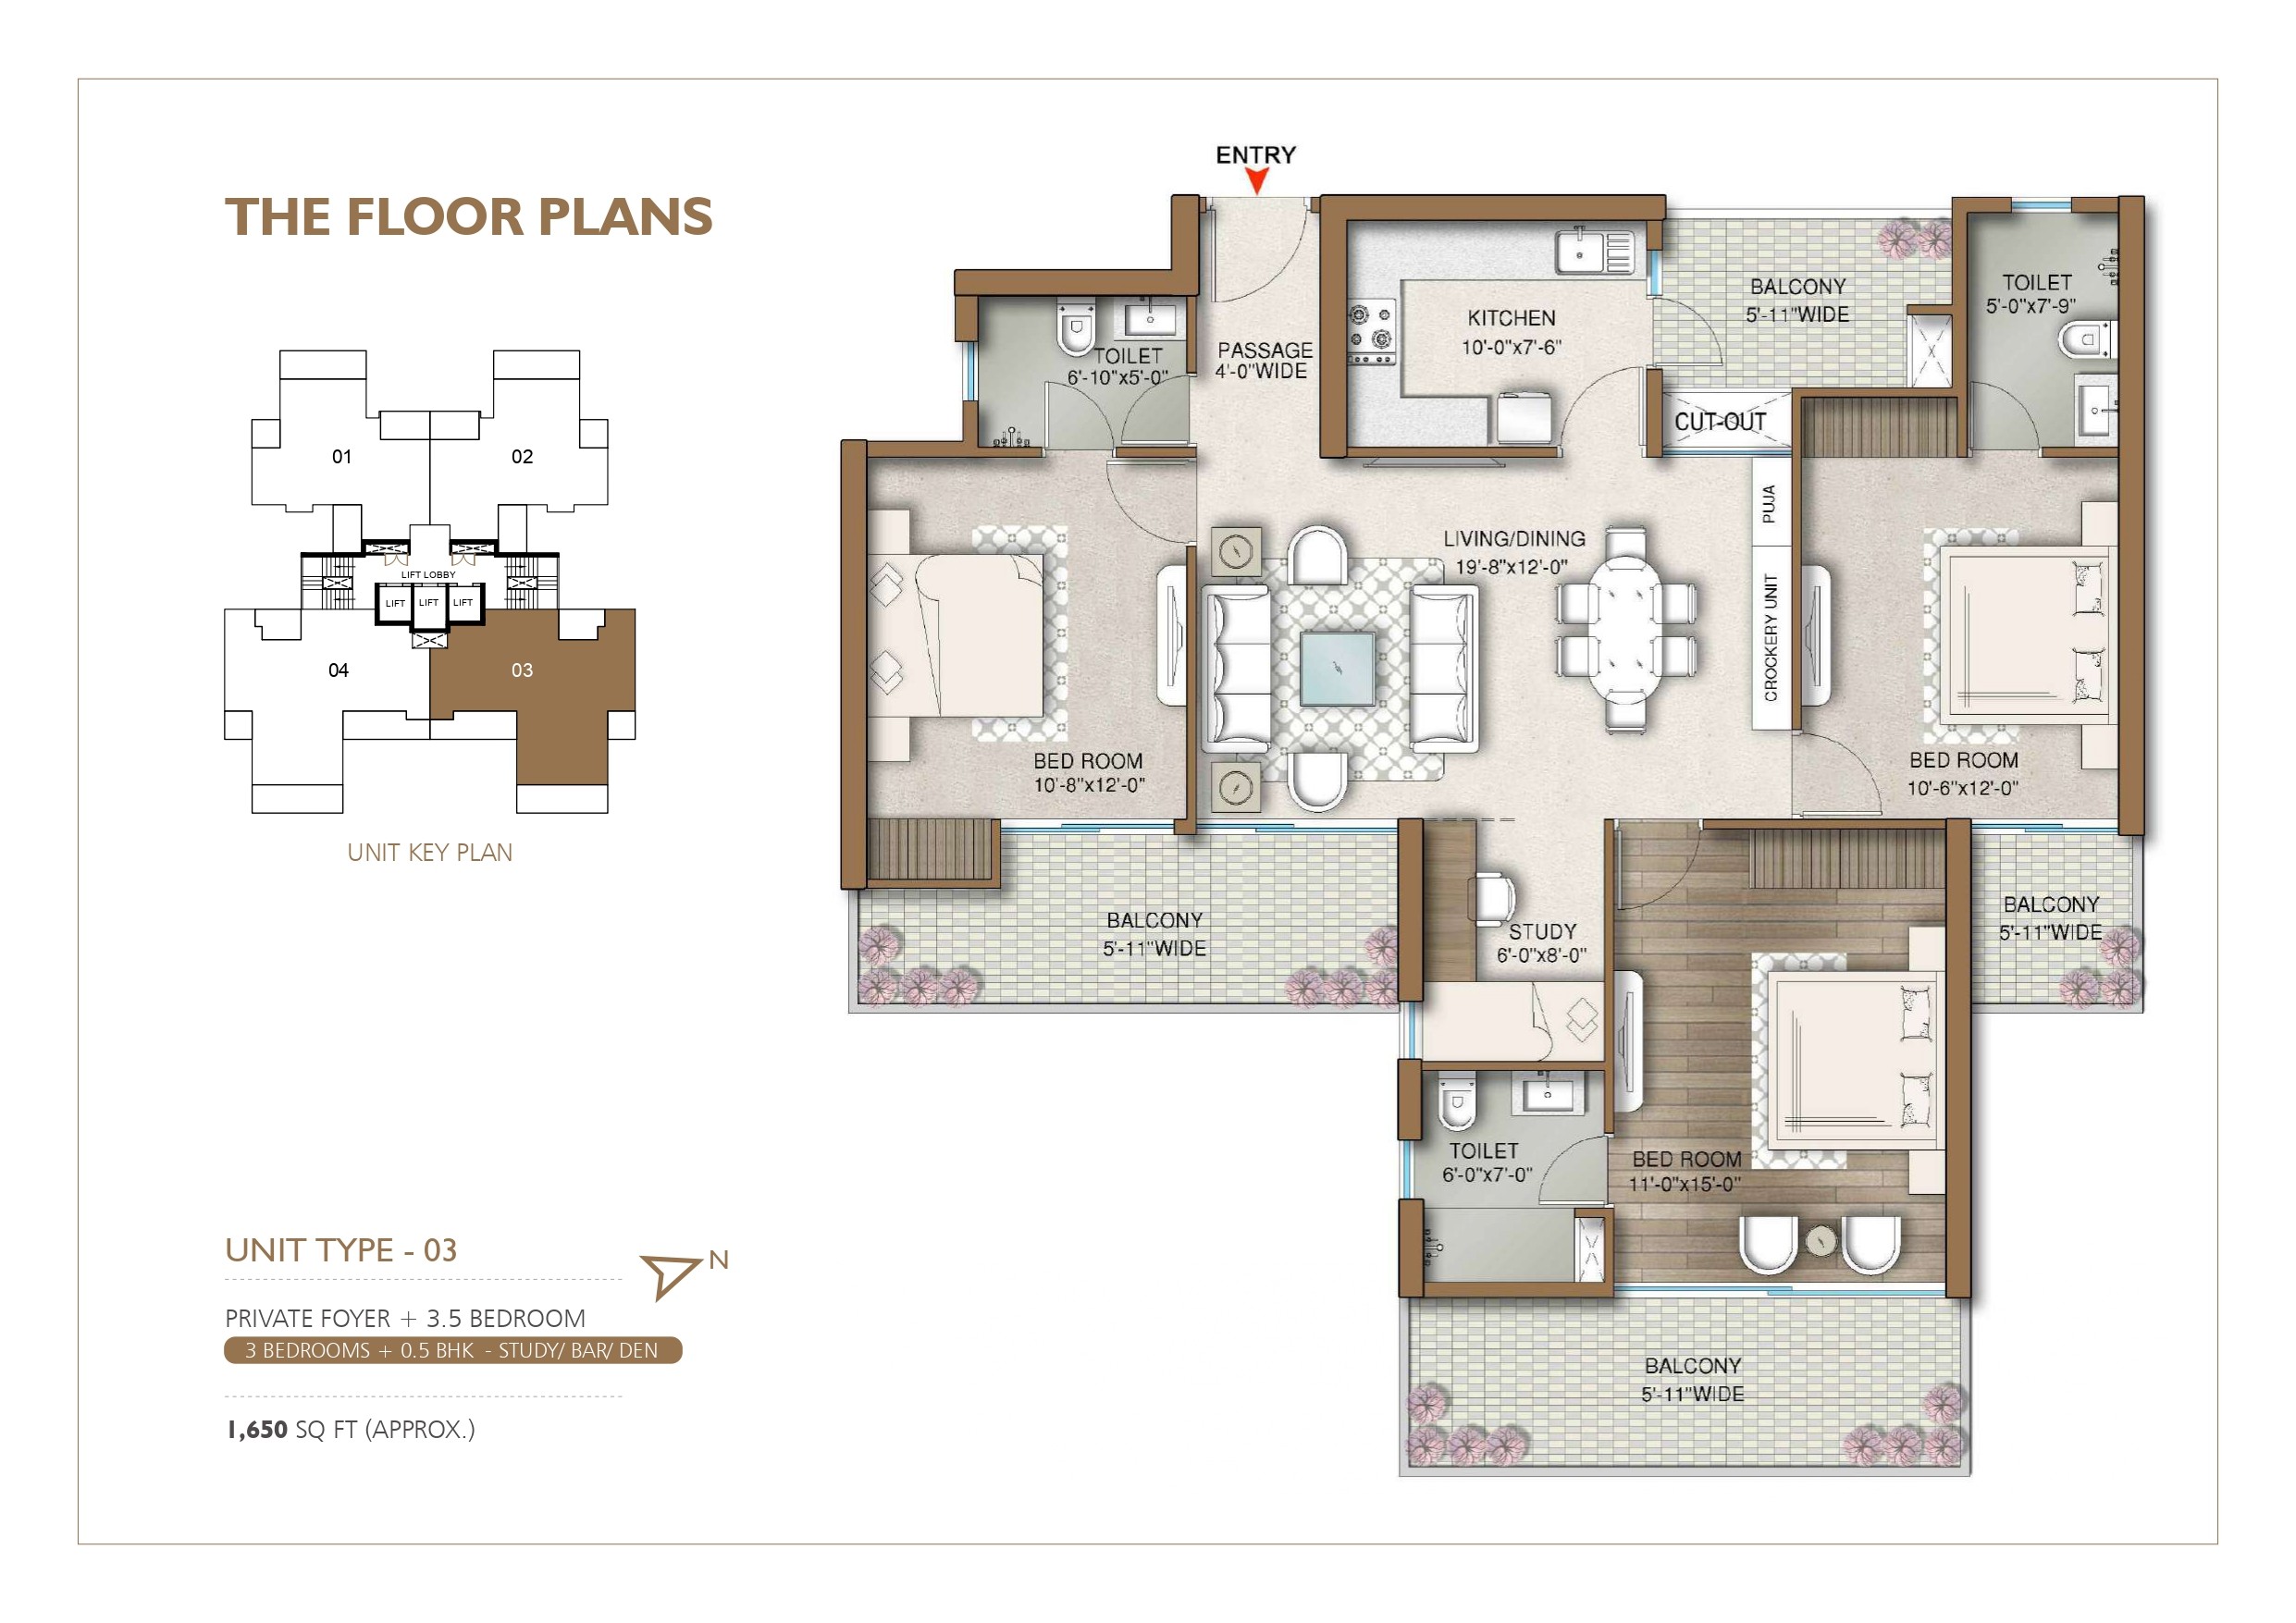 THE FLOOR PLANS
01
02
LIFT LOBBY
LIFT
LIFT
LIFT
04
03
UNIT KEY PLAN
UNIT TYPE - 03
N
PRIVATE FOYER + 3.5 BEDROOM
3 BEDROOMS + 0.5 BHK - STUDY/ BAR/ DEN
1,650 SQ FT (APPROX.)
ENTRY
TOILET
6'-10"x5'-0"
PASSAGE
4'-0"WIDE
KITCHEN
10'-0"x7'-6"
BALCONY
5'-11"WIDE
TOILET
5'-0"x7'-9"
CUT-OUT
PUJA
CROCKERY UNIT
LIVING/DINING
19'-8"x12'-0"
BED ROOM
10'-8"x12'-0"
BED ROOM
10'-6"x12'-0"
BALCONY
5'-11"WIDE
STUDY
6'-0"x8'-0"
BALCONY
5'-11"WIDE
TOILET
6'-0"x7'-0"
BED ROOM
11'-0"x15'-0"
BALCONY
5'-11"WIDE